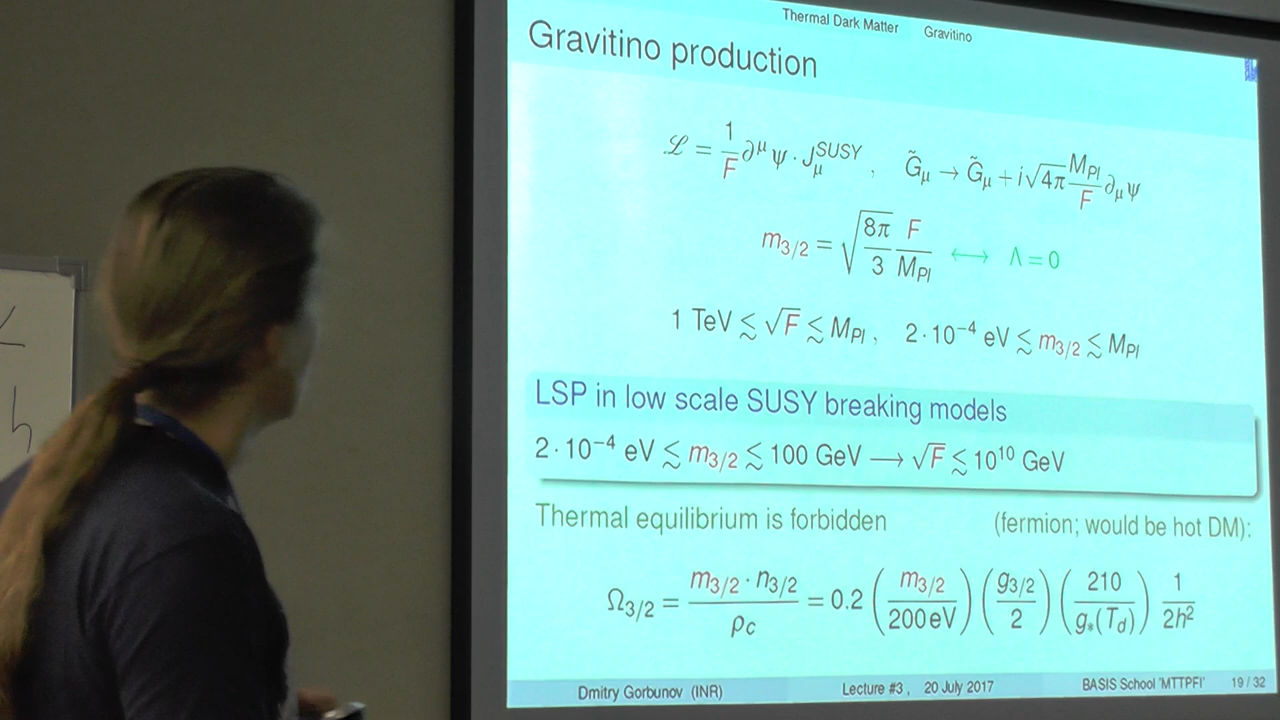 Thermal Dark Matter Gravitino
Gravitino production
ℒ = 1/F ∂^μ ψ · J_μ^SUSY , G̃_μ → G̃_μ + i√4π M_Pl/F ∂_μ ψ
m_3/2 = √(8π/3) F/M_Pl ⟷ Λ = 0
1 TeV ≲ √F ≲ M_Pl , 2 · 10^−4 eV ≲ m_3/2 ≲ M_Pl
LSP in low scale SUSY breaking models
2 · 10^−4 eV ≲ m_3/2 ≲ 100 GeV ⟶ √F ≲ 10^10 GeV
Thermal equilibrium is forbidden (fermion; would be hot DM):
Ω_3/2 = m_3/2 · n_3/2 / ρ_c = 0.2 (m_3/2 / 200 eV) (g_3/2 / 2) (210 / g_*(T_d)) 1/2h²
Dmitry Gorbunov (INR) Lecture #3 , 20 July 2017 BASIS School 'MTTPFI' 19 / 32
h